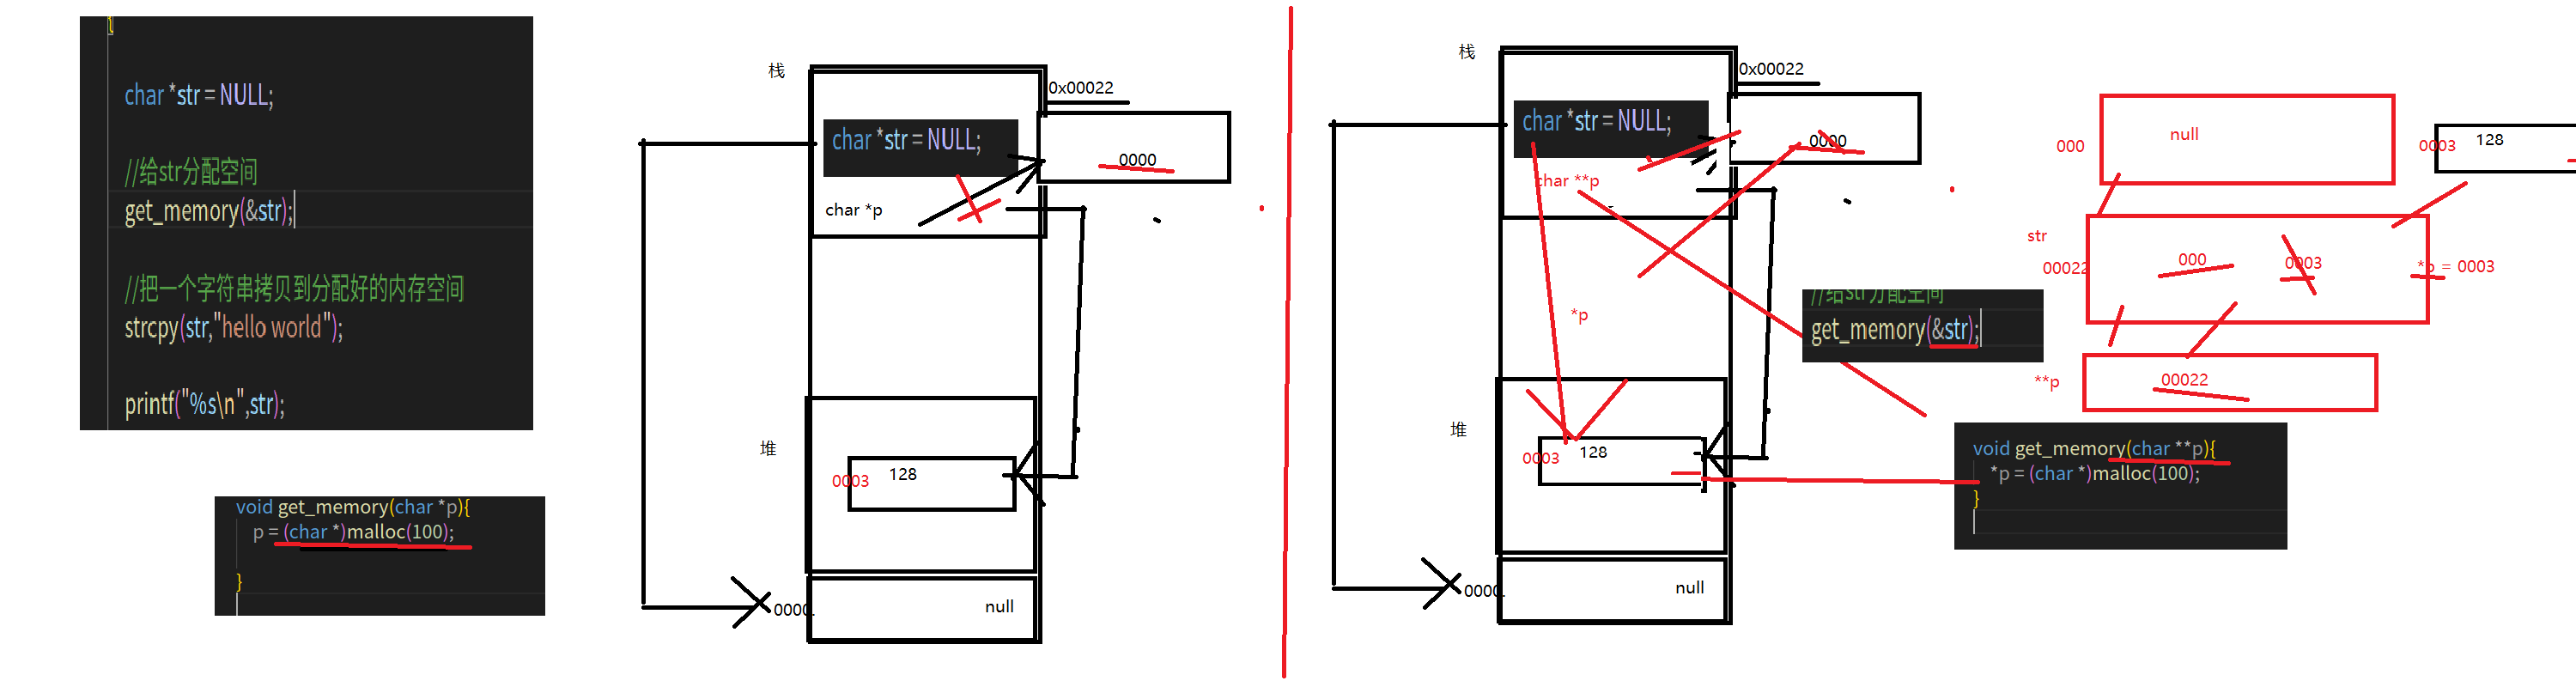 {
char *str = NULL;
//给str分配空间
get_memory(&str);
//把一个字符串拷贝到分配好的内存空间
strcpy(str,"hello world");
printf("%s\n",str);
void get_memory(char *p){
p = (char *)malloc(100);
}
栈
0x00022
char *str = NULL;
0000
char *p
堆
0003
128
0000.
null
栈
0x00022
char *str = NULL;
0000
char **p
*p
堆
0003
128
0000.
null
//给str分配空间
get_memory(&str);
000
null
0003
128
str
00022
000
0003
*p = 0003
**p
00022
void get_memory(char **p){
*p = (char *)malloc(100);
}